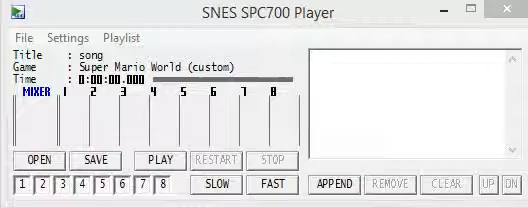 SNES SPC700 Player
File Settings Playlist
Title : song
Game : Super Mario World (custom)
Time : 0:00:00.000
MIXER 1 2 3 4 5 6 7 8
OPEN SAVE PLAY RESTART STOP
1 2 3 4 5 6 7 8 SLOW FAST APPEND REMOVE CLEAR UP DN